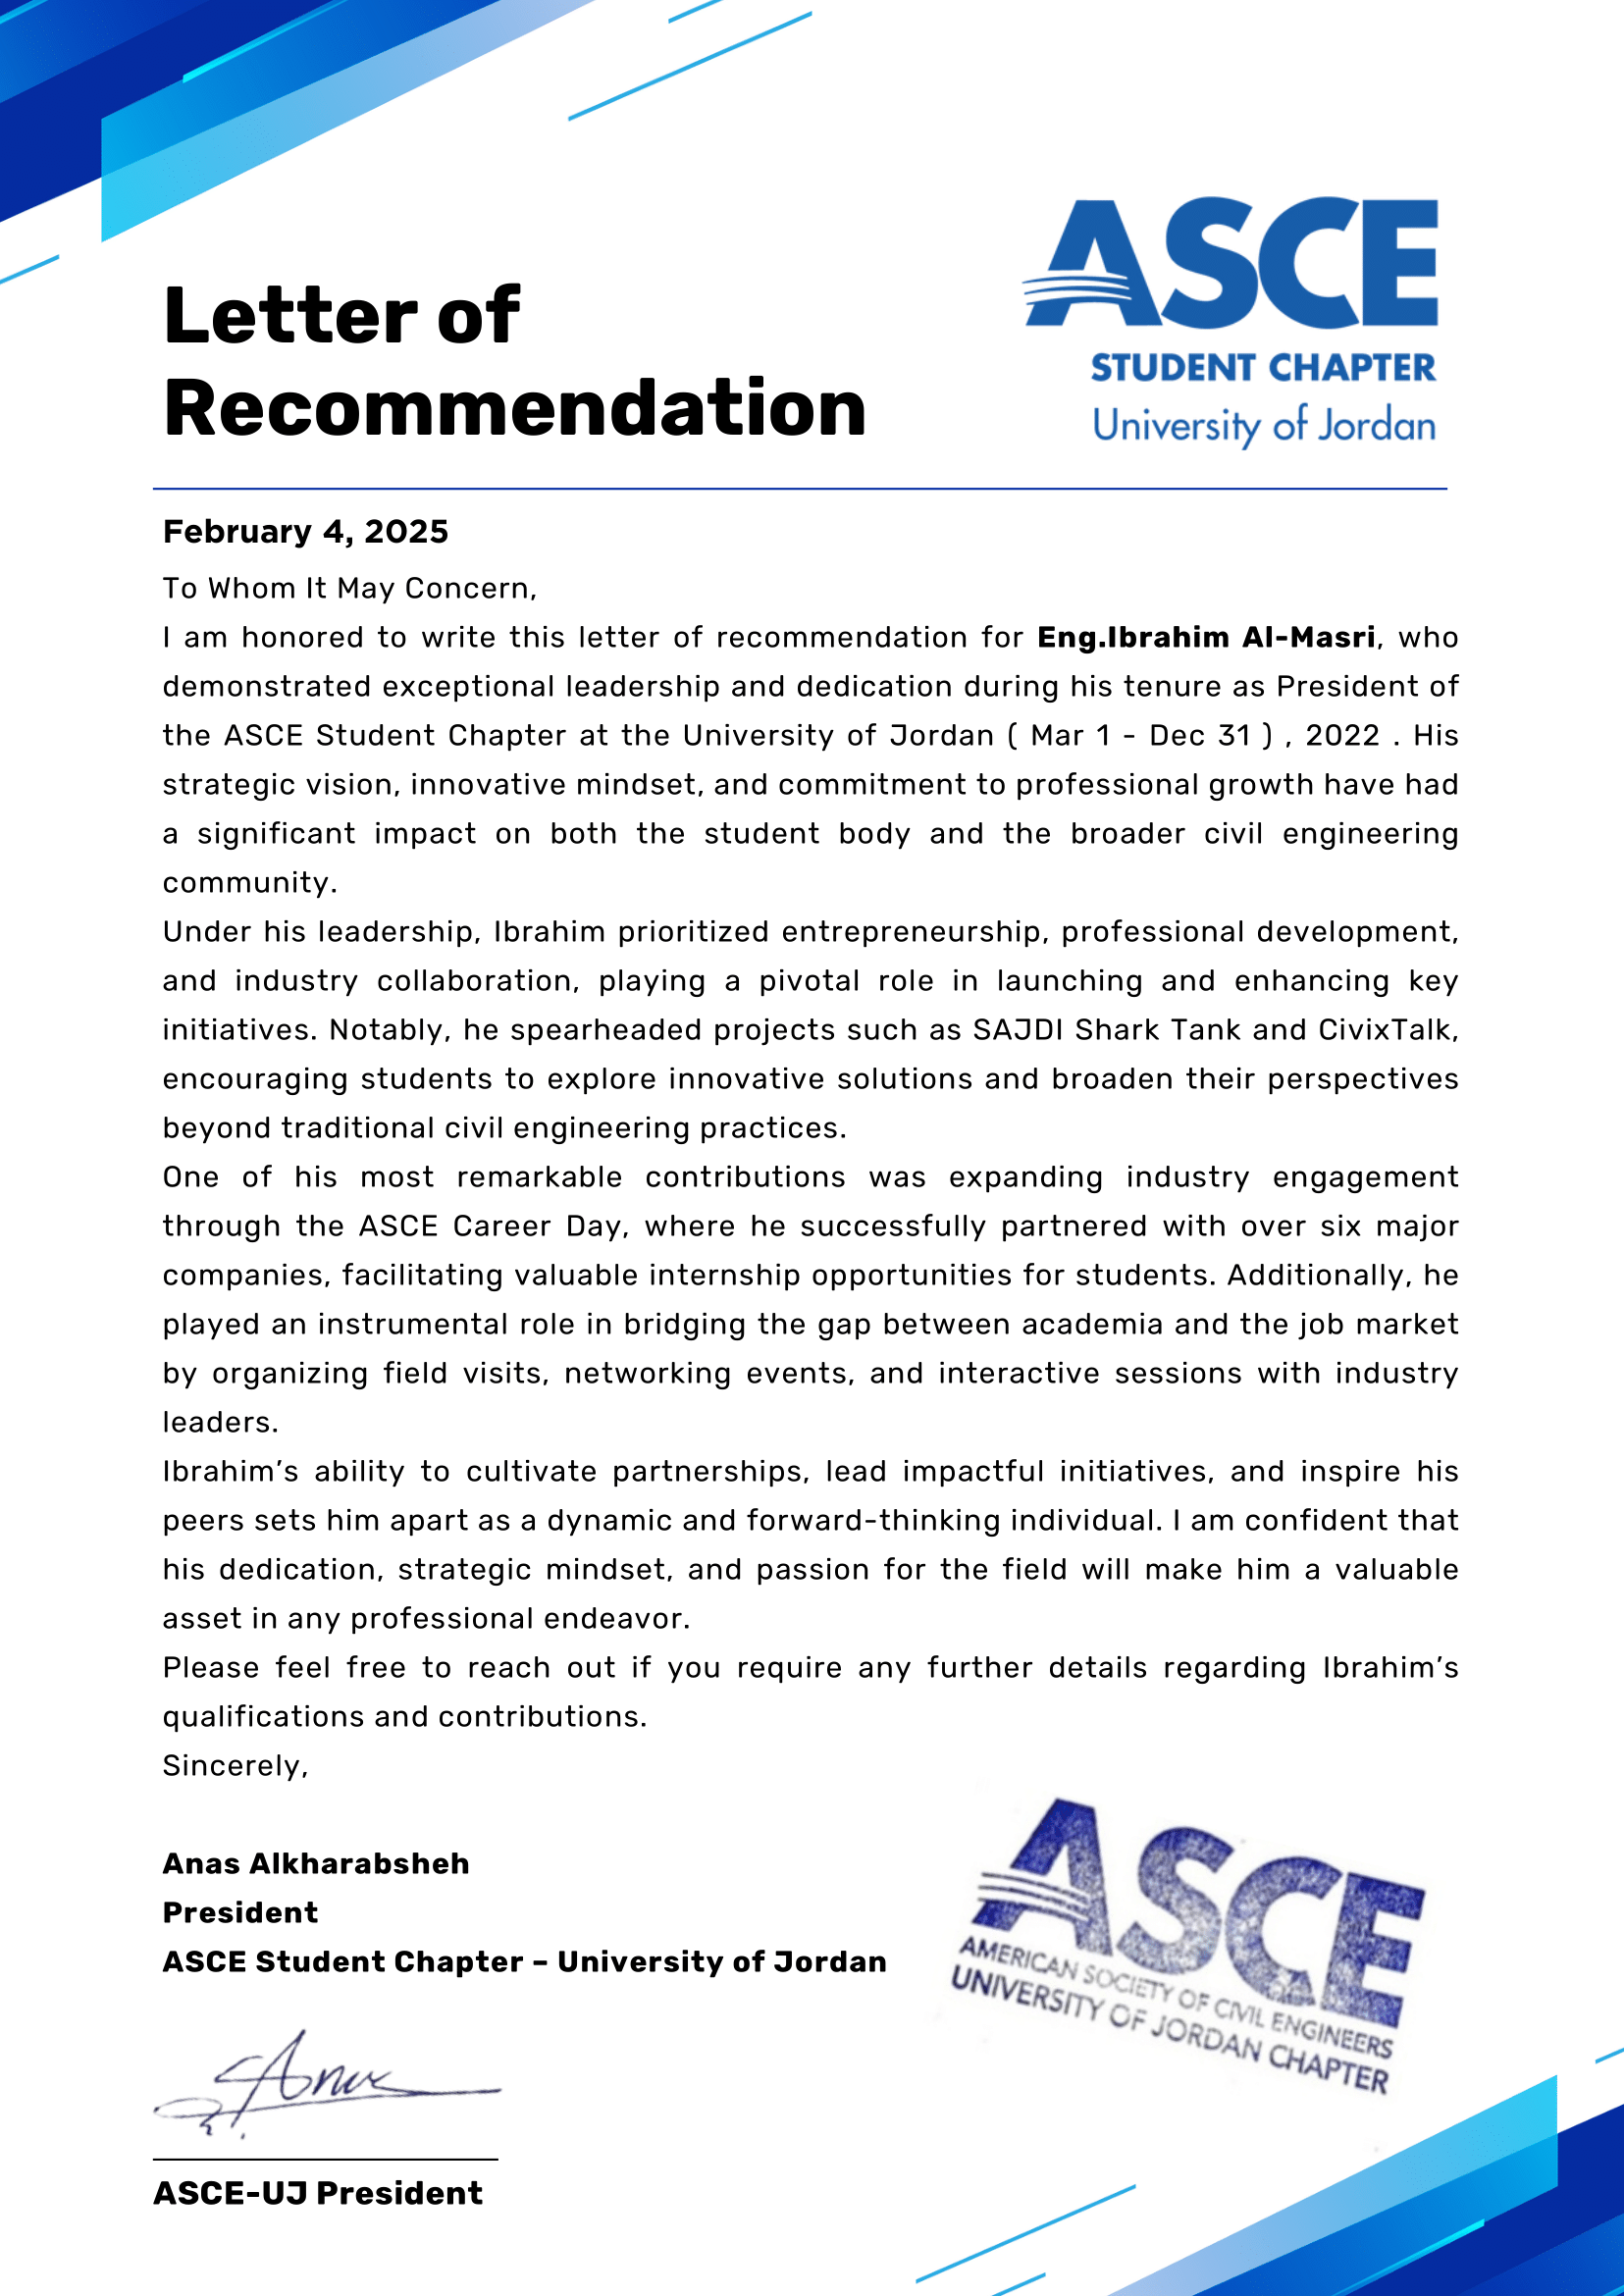 Letter of
Recommendation
ASCE
STUDENT CHAPTER
University of Jordan
February 4, 2025
To Whom It May Concern,
I am honored to write this letter of recommendation for Eng.Ibrahim Al-Masri, who
demonstrated exceptional leadership and dedication during his tenure as President of
the ASCE Student Chapter at the University of Jordan ( Mar 1 - Dec 31 ) , 2022 . His
strategic vision, innovative mindset, and commitment to professional growth have had
a significant impact on both the student body and the broader civil engineering
community.
Under his leadership, Ibrahim prioritized entrepreneurship, professional development,
and industry collaboration, playing a pivotal role in launching and enhancing key
initiatives. Notably, he spearheaded projects such as SAJDI Shark Tank and CivixTalk,
encouraging students to explore innovative solutions and broaden their perspectives
beyond traditional civil engineering practices.
One of his most remarkable contributions was expanding industry engagement
through the ASCE Career Day, where he successfully partnered with over six major
companies, facilitating valuable internship opportunities for students. Additionally, he
played an instrumental role in bridging the gap between academia and the job market
by organizing field visits, networking events, and interactive sessions with industry
leaders.
Ibrahim’s ability to cultivate partnerships, lead impactful initiatives, and inspire his
peers sets him apart as a dynamic and forward-thinking individual. I am confident that
his dedication, strategic mindset, and passion for the field will make him a valuable
asset in any professional endeavor.
Please feel free to reach out if you require any further details regarding Ibrahim’s
qualifications and contributions.
Sincerely,
Anas Alkharabsheh
President
ASCE Student Chapter – University of Jordan
ASCE
AMERICAN SOCIETY OF CIVIL ENGINEERS
UNIVERSITY OF JORDAN CHAPTER
ASCE-UJ President